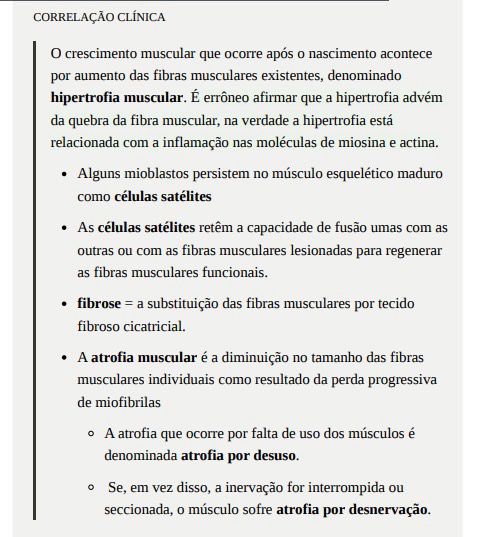 CORRELAÇÃO CLÍNICA
O crescimento muscular que ocorre após o nascimento acontece
por aumento das fibras musculares existentes, denominado
hipertrofia muscular. É errôneo afirmar que a hipertrofia advém
da quebra da fibra muscular, na verdade a hipertrofia está
relacionada com a inflamação nas moléculas de miosina e actina.
• Alguns mioblastos persistem no músculo esquelético maduro
como células satélites
• As células satélites retêm a capacidade de fusão umas com as
outras ou com as fibras musculares lesionadas para regenerar
as fibras musculares funcionais.
• fibrose = a substituição das fibras musculares por tecido
fibroso cicatricial.
• A atrofia muscular é a diminuição no tamanho das fibras
musculares individuais como resultado da perda progressiva
de miofibrilas
◦ A atrofia que ocorre por falta de uso dos músculos é
denominada atrofia por desuso.
◦ Se, em vez disso, a inervação for interrompida ou
seccionada, o músculo sofre atrofia por desnervação.